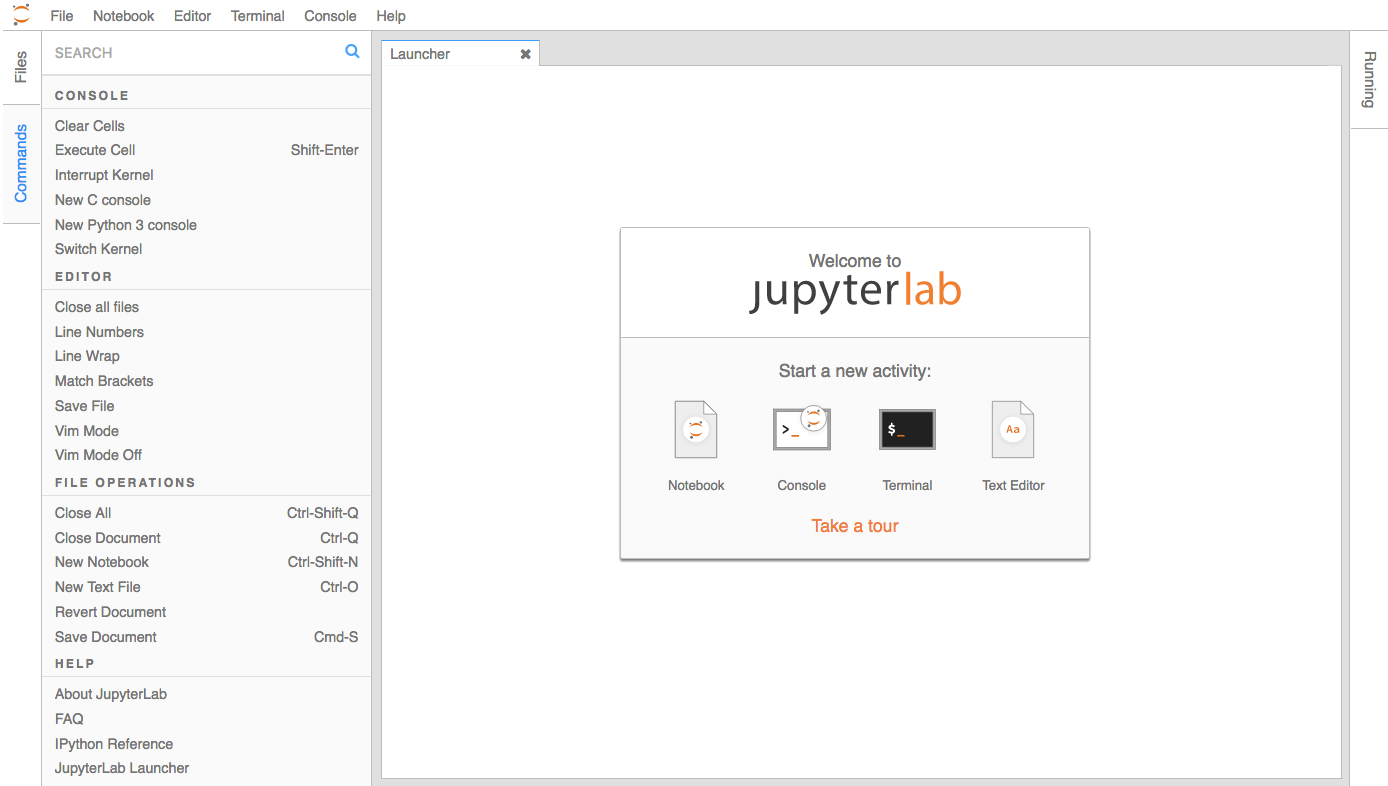 File Notebook Editor Terminal Console Help
Files
Commands
SEARCH
CONSOLE
Clear Cells
Execute Cell Shift-Enter
Interrupt Kernel
New C console
New Python 3 console
Switch Kernel
EDITOR
Close all files
Line Numbers
Line Wrap
Match Brackets
Save File
Vim Mode
Vim Mode Off
FILE OPERATIONS
Close All Ctrl-Shift-Q
Close Document Ctrl-Q
New Notebook Ctrl-Shift-N
New Text File Ctrl-O
Revert Document
Save Document Cmd-S
HELP
About JupyterLab
FAQ
IPython Reference
JupyterLab Launcher
Launcher
Welcome to
jupyterlab
Start a new activity:
>_ $_ Aa
Notebook Console Terminal Text Editor
Take a tour
Running